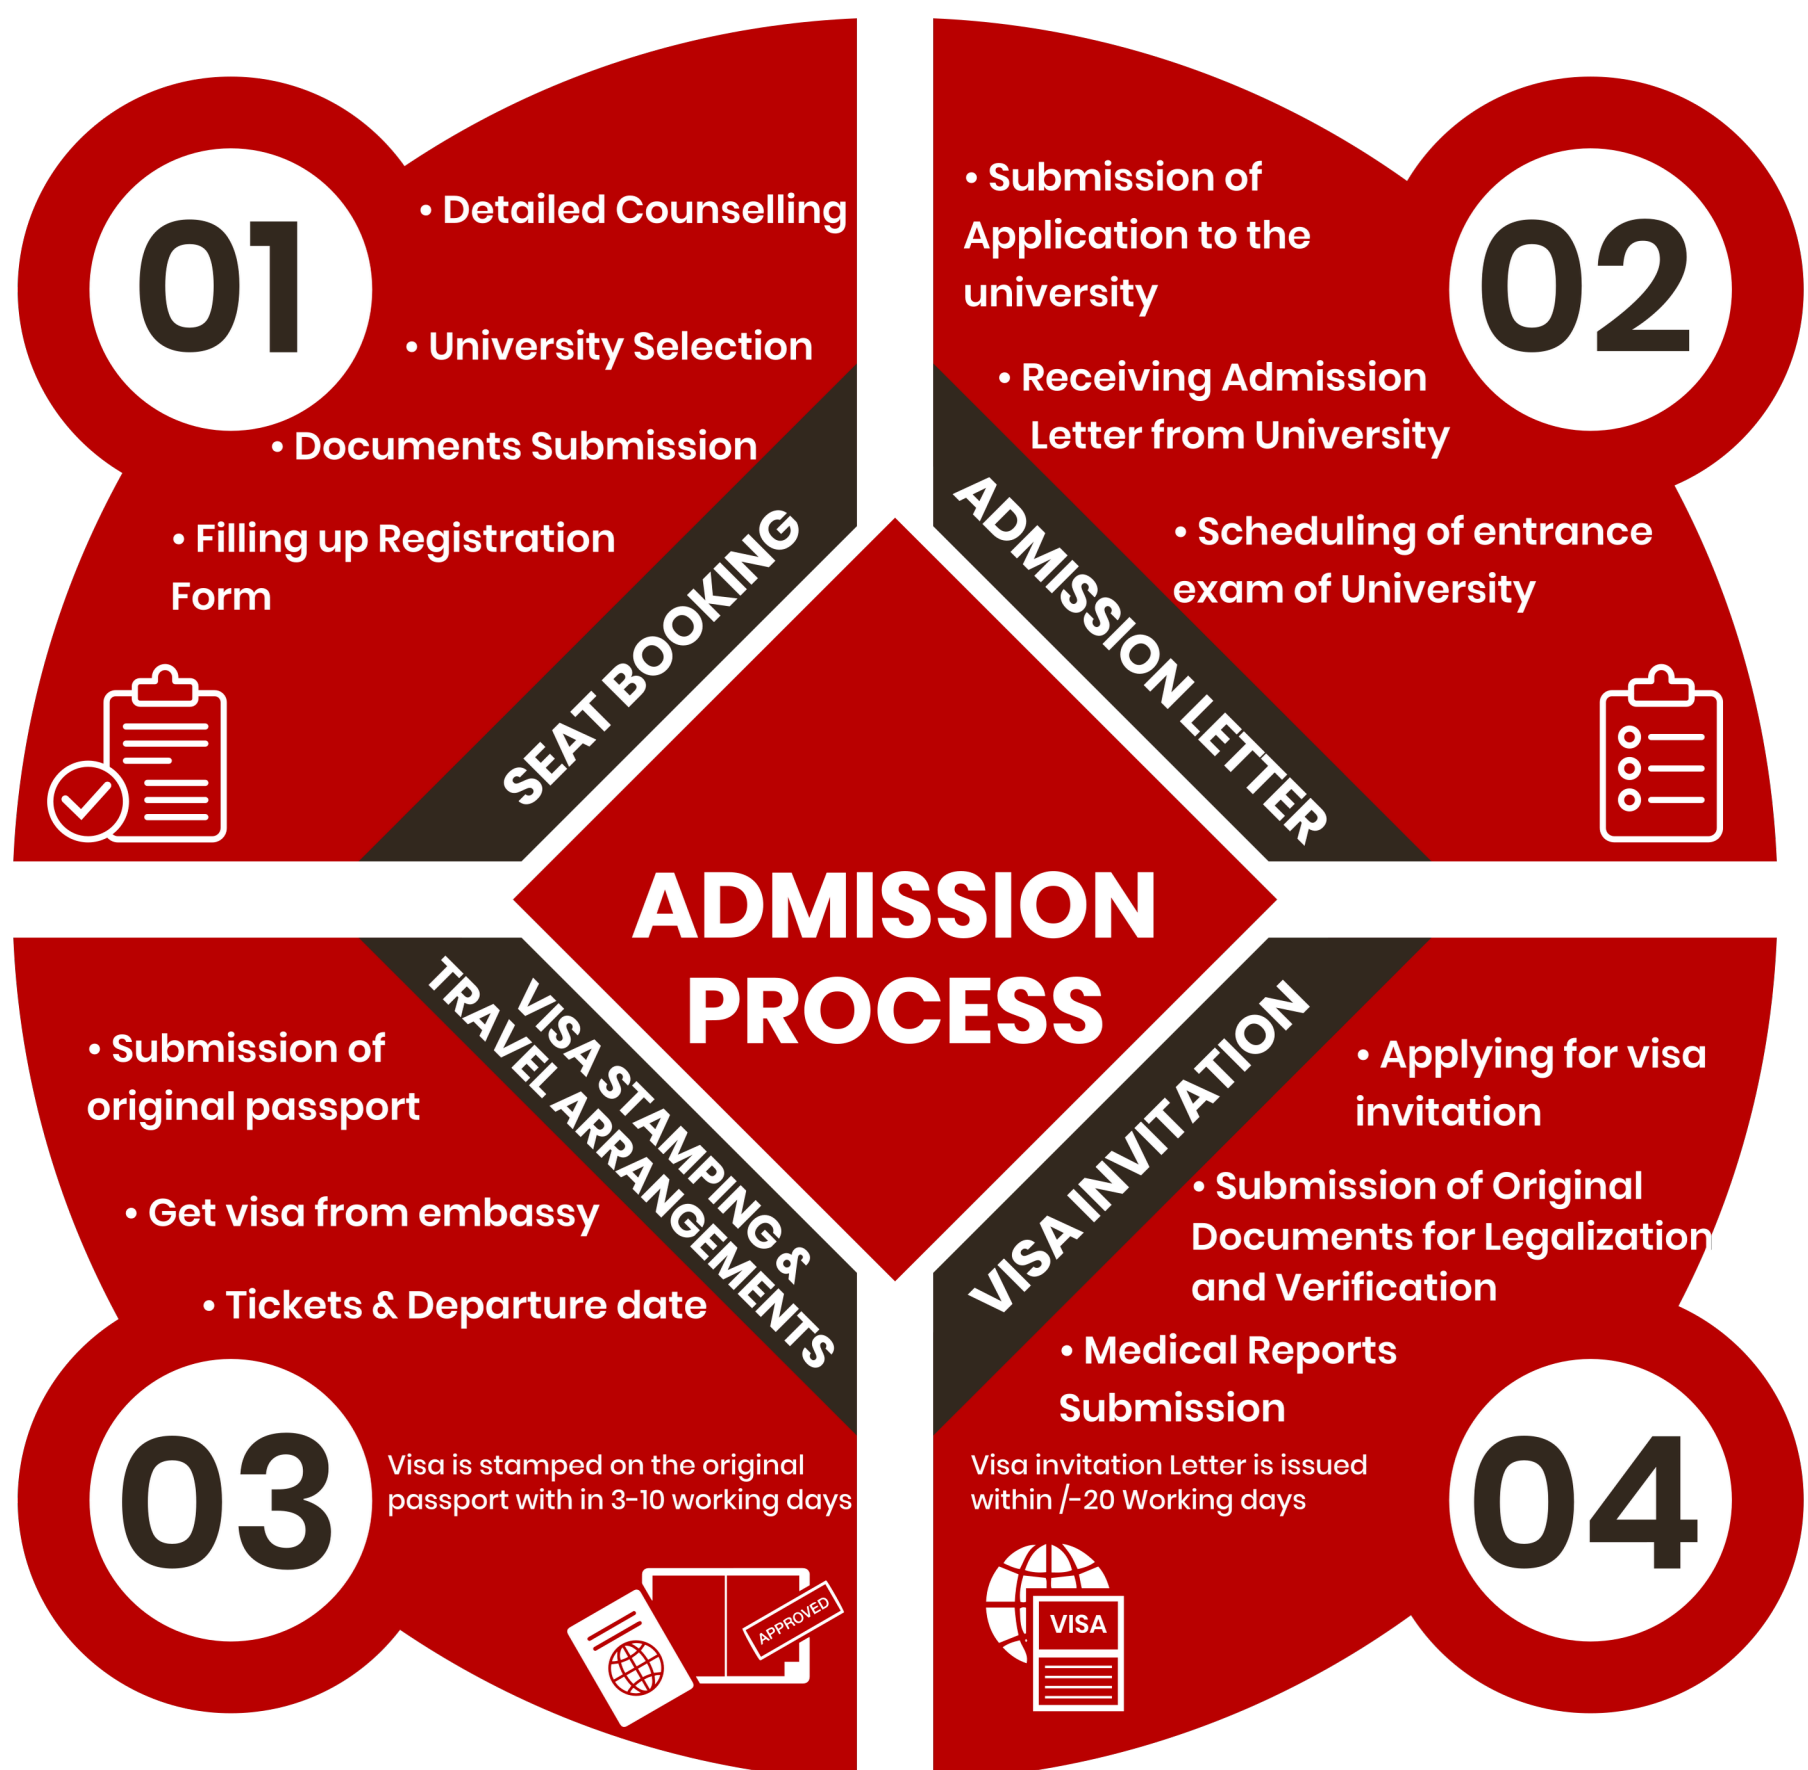 01
• Detailed Counselling
• University Selection
• Documents Submission
• Filling up Registration
Form
SEAT BOOKING
02
• Submission of
Application to the
university
• Receiving Admission
Letter from University
• Scheduling of entrance
exam of University
ADMISSION LETTER
ADMISSION
PROCESS
VISA STAMPING &
TRAVEL ARRANGEMENTS
• Submission of
original passport
• Get visa from embassy
• Tickets & Departure date
03
Visa is stamped on the original
passport with in 3-10 working days
APPROVED
VISA INVITATION
• Applying for visa
invitation
• Submission of Original
Documents for Legalization
and Verification
• Medical Reports
Submission
04
Visa invitation Letter is issued
within /-20 Working days
VISA